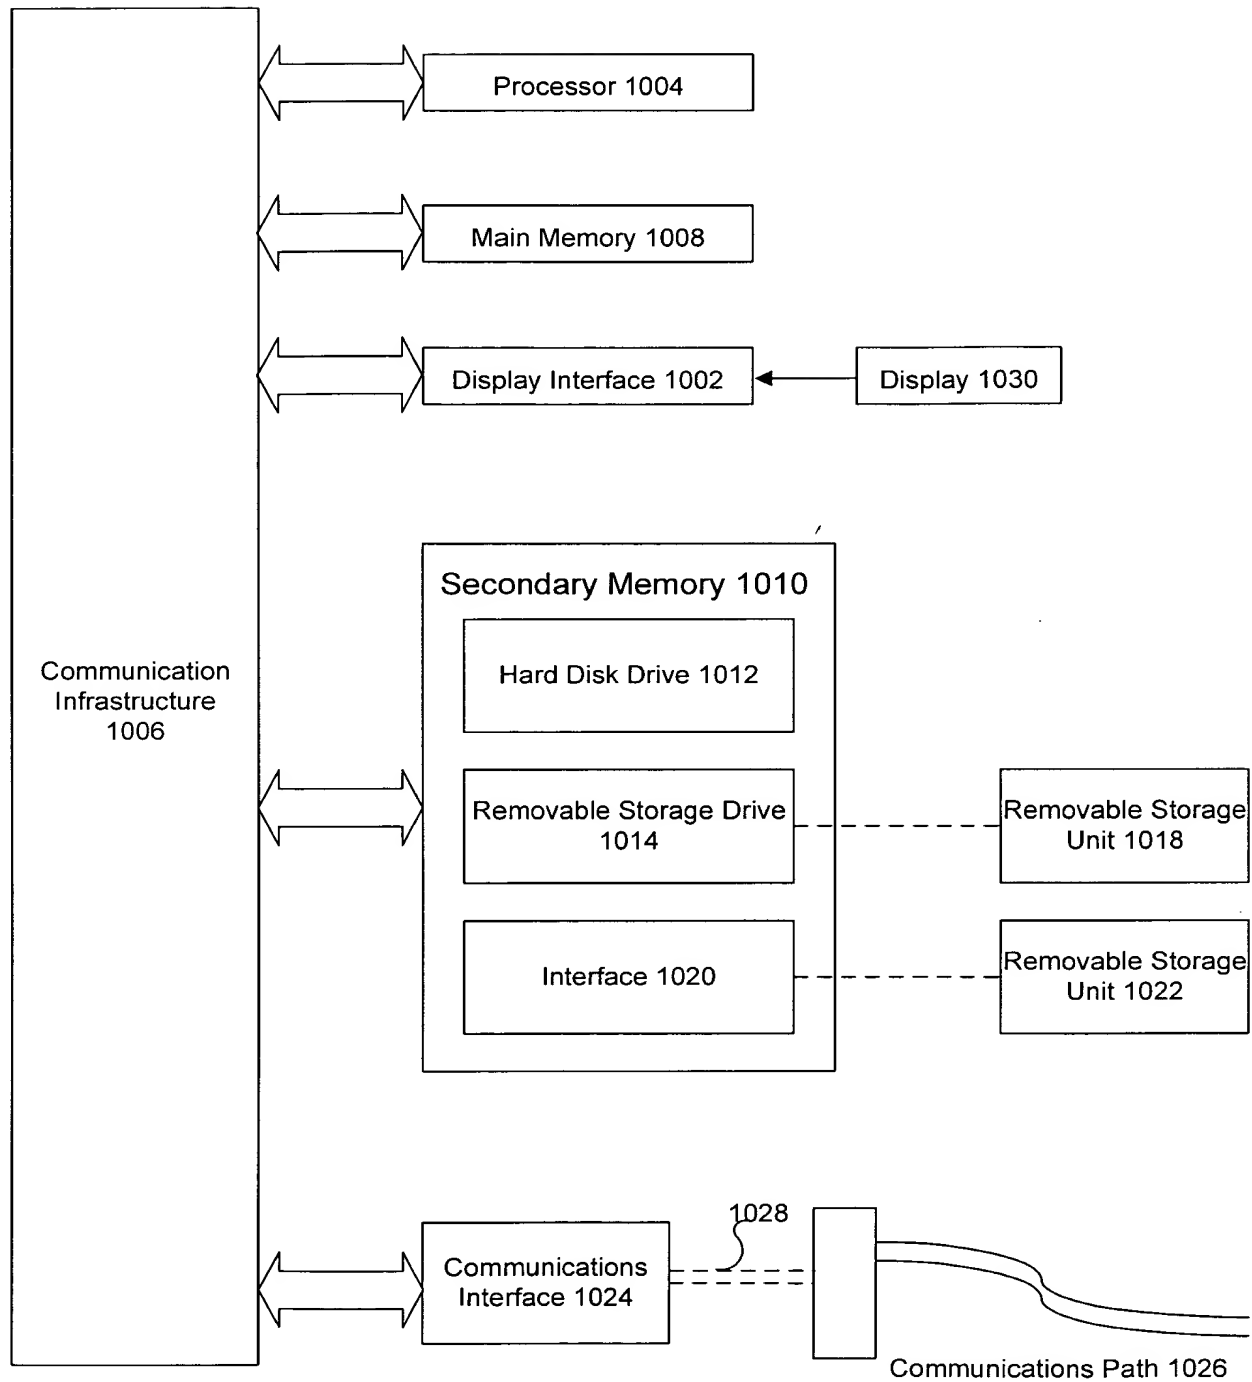 Processor 1004
Main Memory 1008
Display Interface 1002
Display 1030
Secondary Memory 1010
Hard Disk Drive 1012
Communication
Infrastructure
1006
Removable Storage Drive
1014
Removable Storage
Unit 1018
Interface 1020
Removable Storage
Unit 1022
1028
Communications
Interface 1024
Communications Path 1026